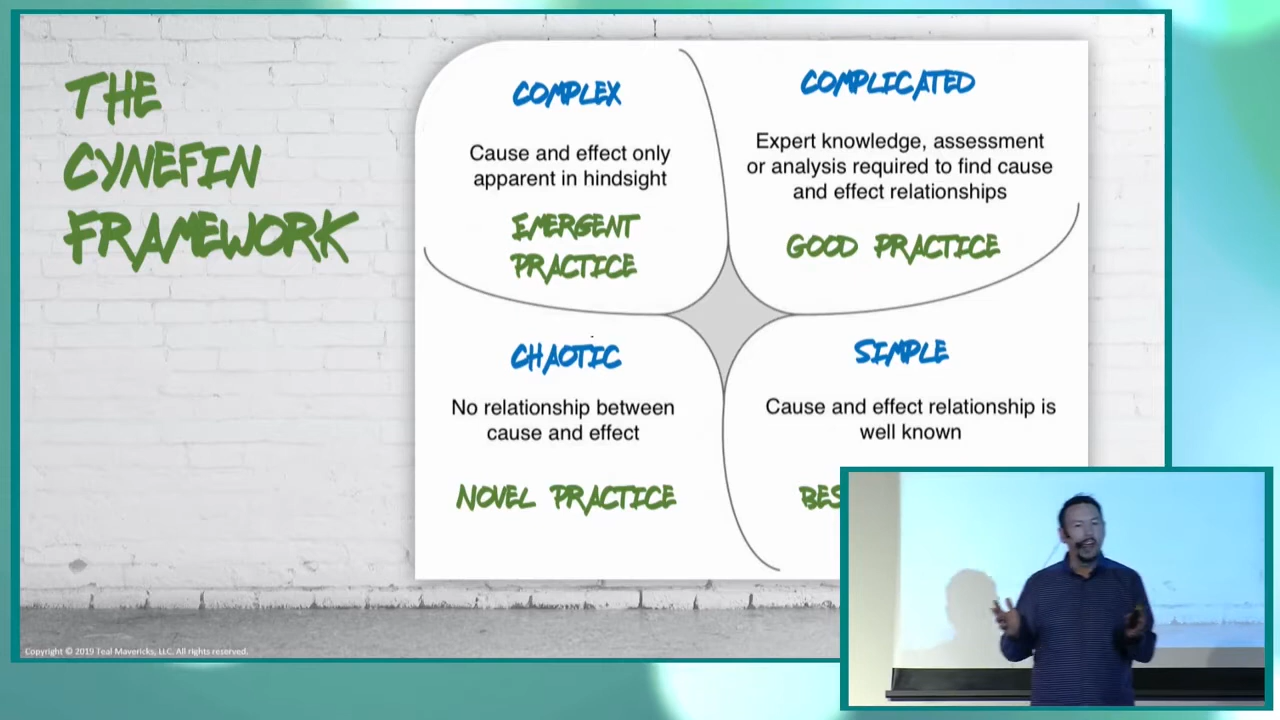 THE
CYNEFIN
FRAMEWORK
COMPLEX
Cause and effect only
apparent in hindsight
EMERGENT
PRACTICE
COMPLICATED
Expert knowledge, assessment
or analysis required to find cause
and effect relationships
GOOD PRACTICE
CHAOTIC
No relationship between
cause and effect
NOVEL PRACTICE
SIMPLE
Cause and effect relationship is
well known
Copyright © 2019 Teal Mavericks, LLC. All rights reserved.